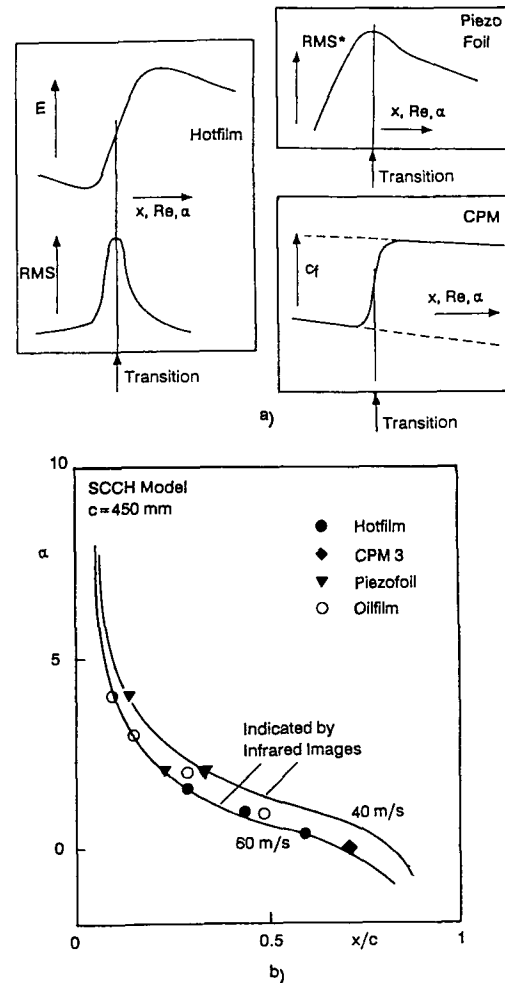 Piezo
Foil
RMS*
x, Re, α
Transition
E
Hotfilm
x, Re, α
RMS
Transition
CPM
cf
x, Re, α
Transition
a)
10
SCCH Model
c = 450 mm
α
Hotfilm
CPM 3
Piezofoil
Oilfilm
5
Indicated by
Infrared Images
40 m/s
60 m/s
0
0
0.5
x/c
1
b)